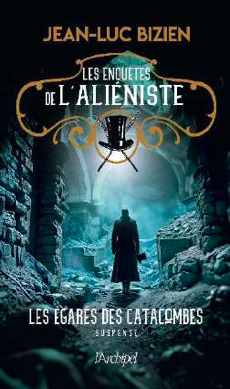 JEAN-LUC BIZIEN
LES ENQUÊTES
DE L'ALIÉNISTE
LES ÉGARÉS DES CATACOMBES
SUSPENSE
l'Archipel